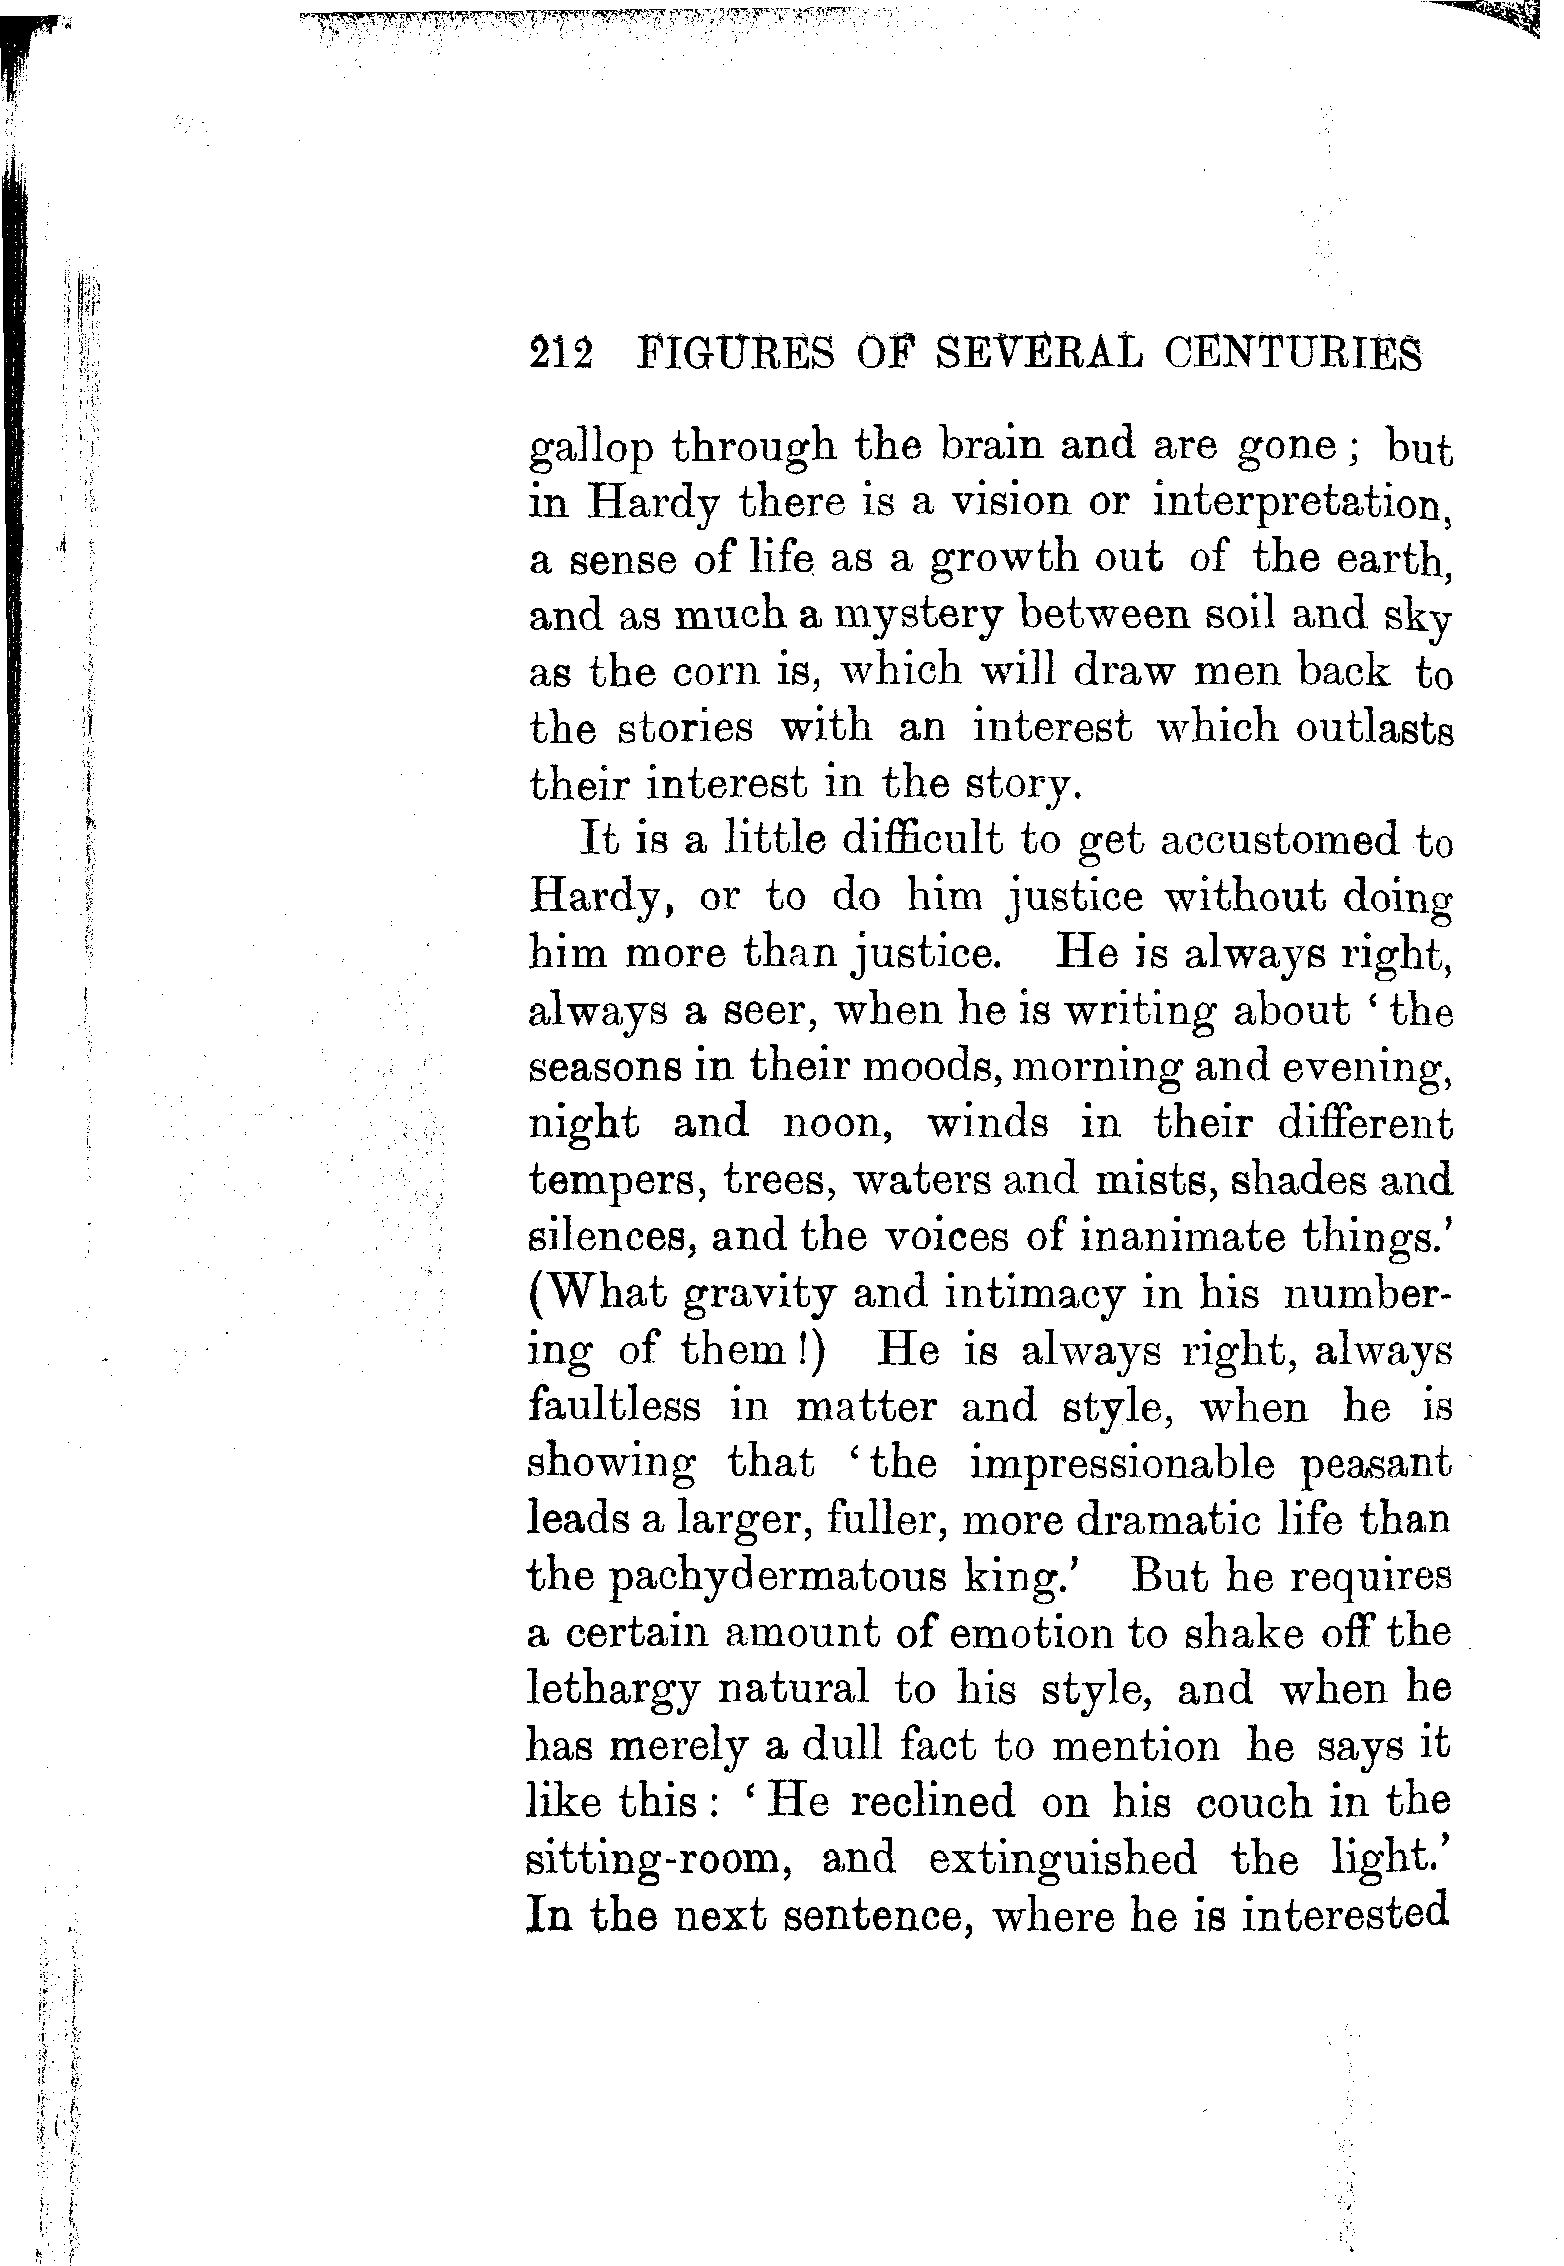 212 FIGURES OF SEVERAL CENTURIES
gallop through the brain and are gone ; but
in Hardy there is a vision or interpretation,
a sense of life as a growth out of the earth,
and as much a mystery between soil and sky
as the corn is, which will draw men back to
the stories with an interest which outlasts
their interest in the story.
It is a little difficult to get accustomed to
Hardy, or to do him justice without doing
him more than justice. He is always right,
always a seer, when he is writing about ‘ the
seasons in their moods, morning and evening,
night and noon, winds in their different
tempers, trees, waters and mists, shades and
silences, and the voices of inanimate things.’
(What gravity and intimacy in his number-
ing of them !) He is always right, always
faultless in matter and style, when he is
showing that ‘ the impressionable peasant
leads a larger, fuller, more dramatic life than
the pachydermatous king.’ But he requires
a certain amount of emotion to shake off the
lethargy natural to his style, and when he
has merely a dull fact to mention he says it
like this : ‘ He reclined on his couch in the
sitting-room, and extinguished the light.’
In the next sentence, where he is interested